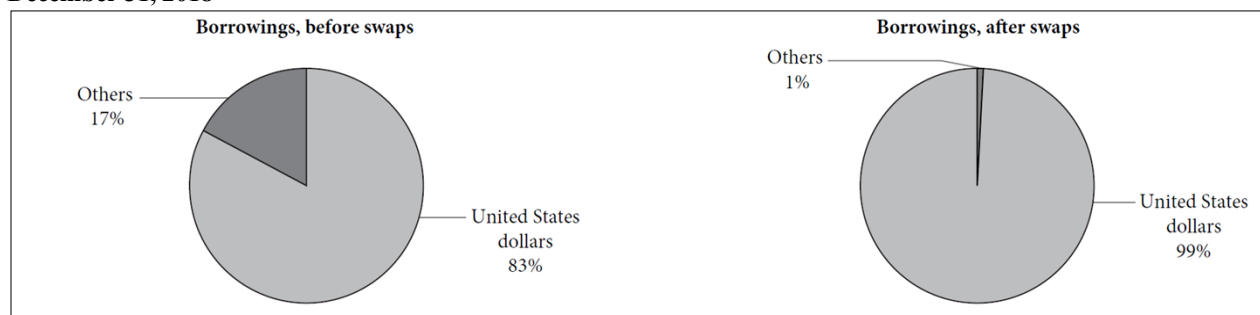 Borrowings, before swaps
Others
17%
United States
dollars
83%
Borrowings, after swaps
Others
1%
United States
dollars
99%